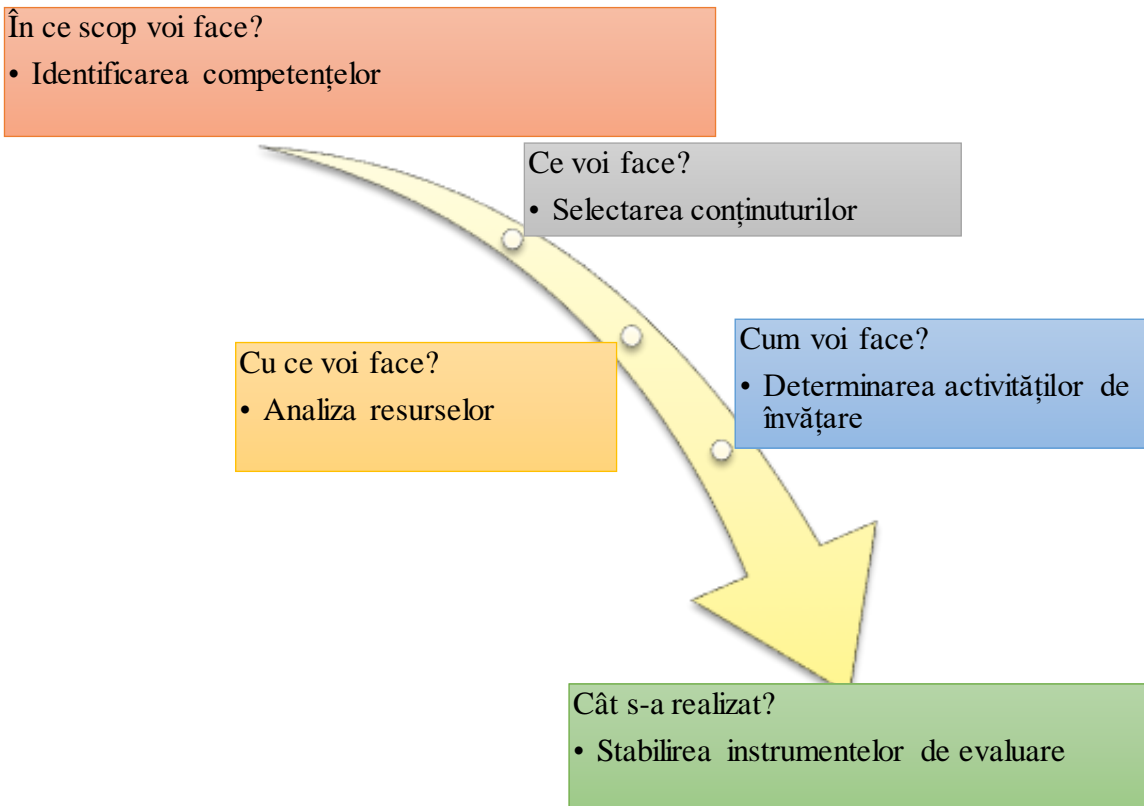 În ce scop voi face?
• Identificarea competențelor
Ce voi face?
• Selectarea conținuturilor
Cu ce voi face?
• Analiza resurselor
Cum voi face?
• Determinarea activităților de
învățare
Cât s-a realizat?
• Stabilirea instrumentelor de evaluare